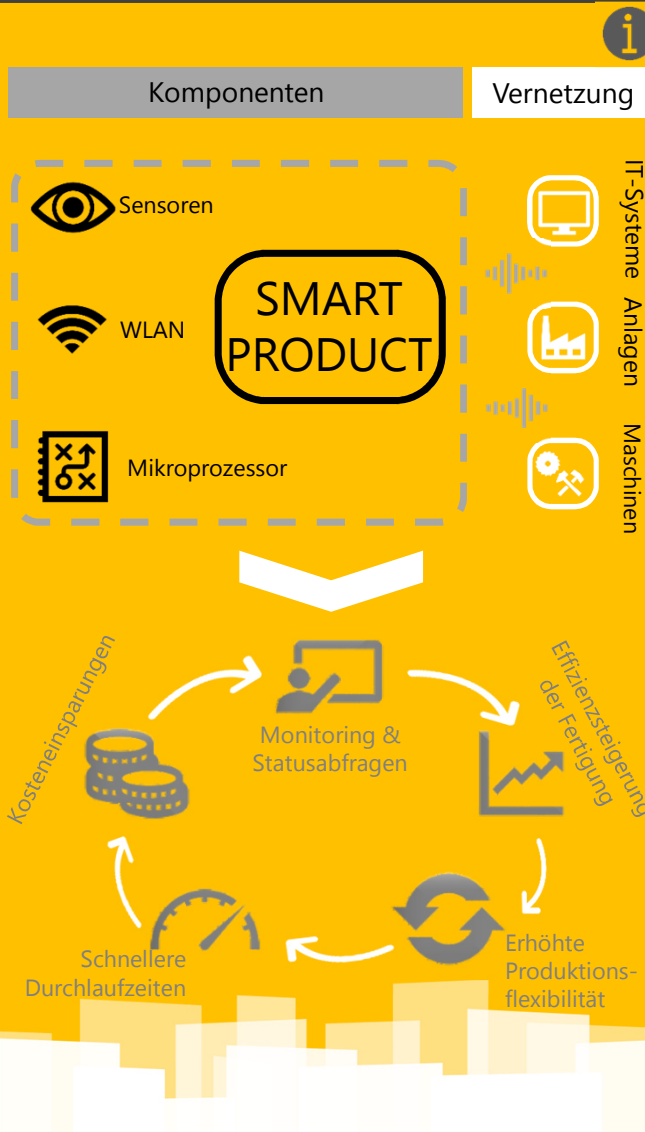 i
Komponenten
Vernetzung
Sensoren
WLAN
Mikroprozessor
SMART
PRODUCT
IT-Systeme
Anlagen
Maschinen
Monitoring &
Statusabfragen
Effizienzsteigerung
der Fertigung
Erhöhte
Produktions-
flexibilität
Schnellere
Durchlaufzeiten
Kosteneinsparungen